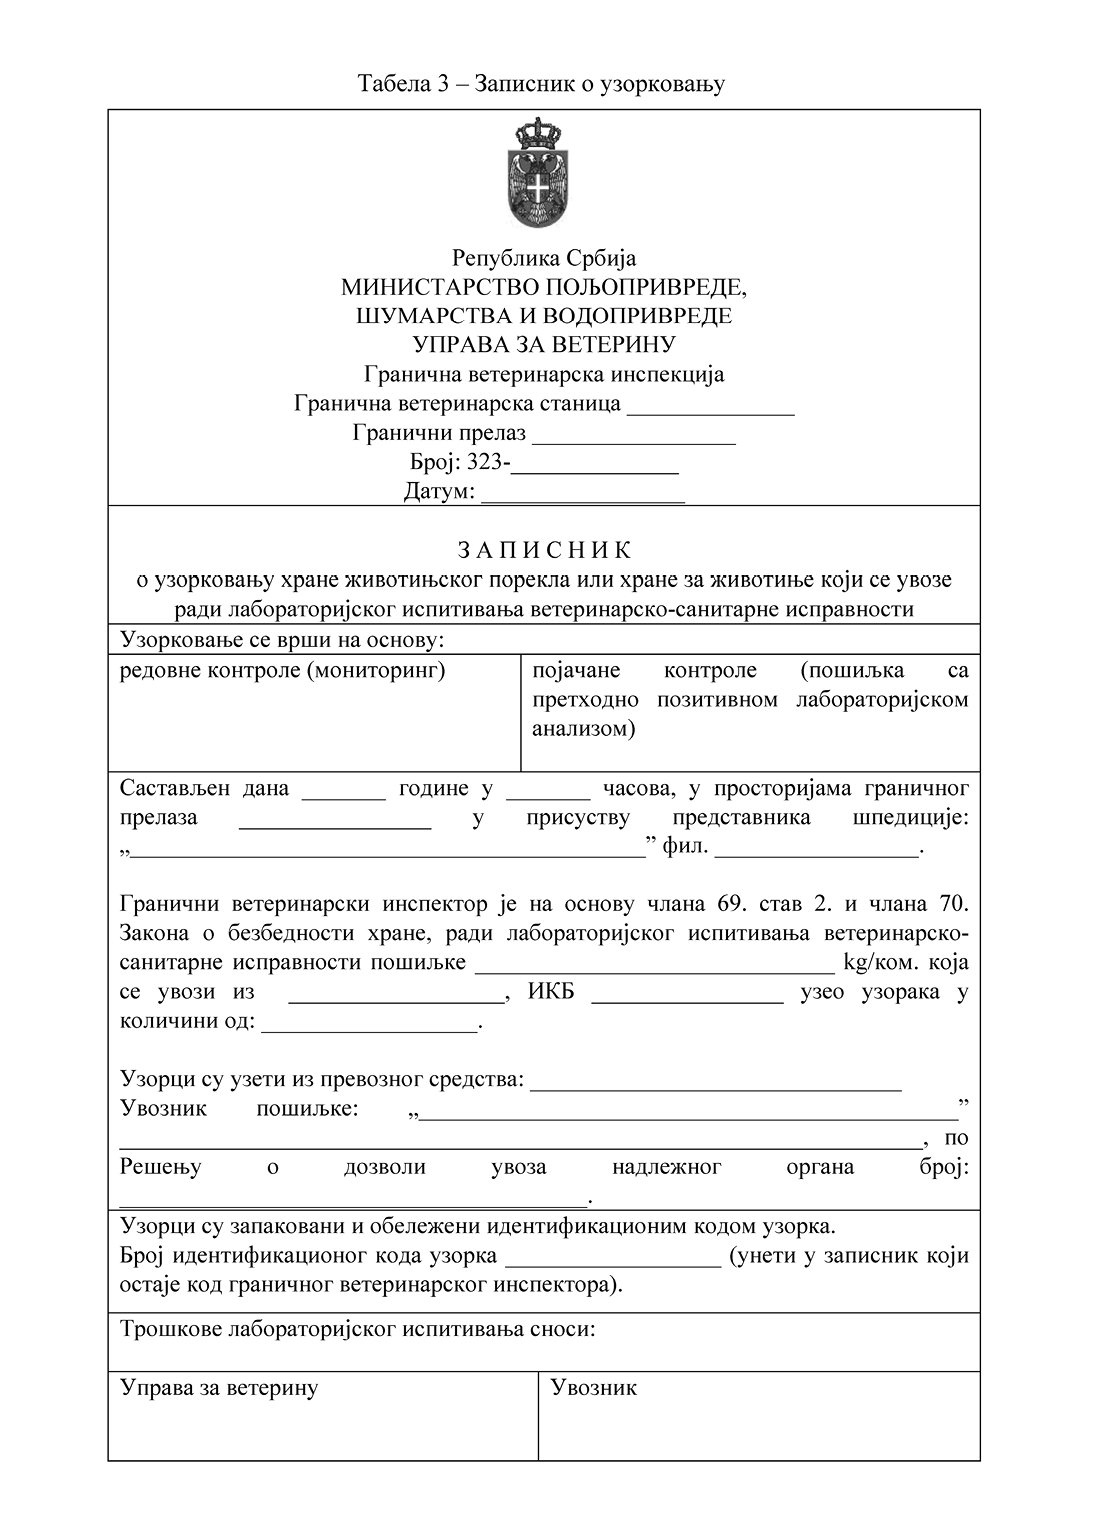 Табела 3 – Записник о узорковању
Република Србија
МИНИСТАРСТВО ПОЉОПРИВРЕДЕ,
ШУМАРСТВА И ВОДОПРИВРЕДЕ
УПРАВА ЗА ВЕТЕРИНУ
Гранична ветеринарска инспекција
Гранична ветеринарска станица ______________
Гранични прелаз _________________
Број: 323-______________
Датум: _________________
З А П И С Н И К
о узорковању хране животињског порекла или хране за животиње који се увозе
ради лабораторијског испитивања ветеринарско-санитарне исправности
Узорковање се врши на основу:
редовне контроле (мониторинг)
појачане контроле (пошиљка са
претходно позитивном лабораторијском
анализом)
Састављен дана _______ године у _______ часова, у просторијама граничног
прелаза ________________ у присуству представника шпедиције:
„___________________________________________” фил. _________________.
Гранични ветеринарски инспектор је на основу члана 69. став 2. и члана 70.
Закона о безбедности хране, ради лабораторијског испитивања ветеринарско-
санитарне исправности пошиљке ______________________________ kg/ком. која
се увози из __________________, ИКБ ________________ узео узорака у
количини од: __________________.
Узорци су узети из превозног средства: _______________________________
Увозник пошиљке: „_____________________________________________”
___________________________________________________________________, по
Решењу о дозволи увоза надлежног органа број:
_______________________________________.
Узорци су запаковани и обележени идентификационим кодом узорка.
Број идентификационог кода узорка __________________ (унети у записник који
остаје код граничног ветеринарског инспектора).
Трошкове лабораторијског испитивања сноси:
Управа за ветерину
Увозник